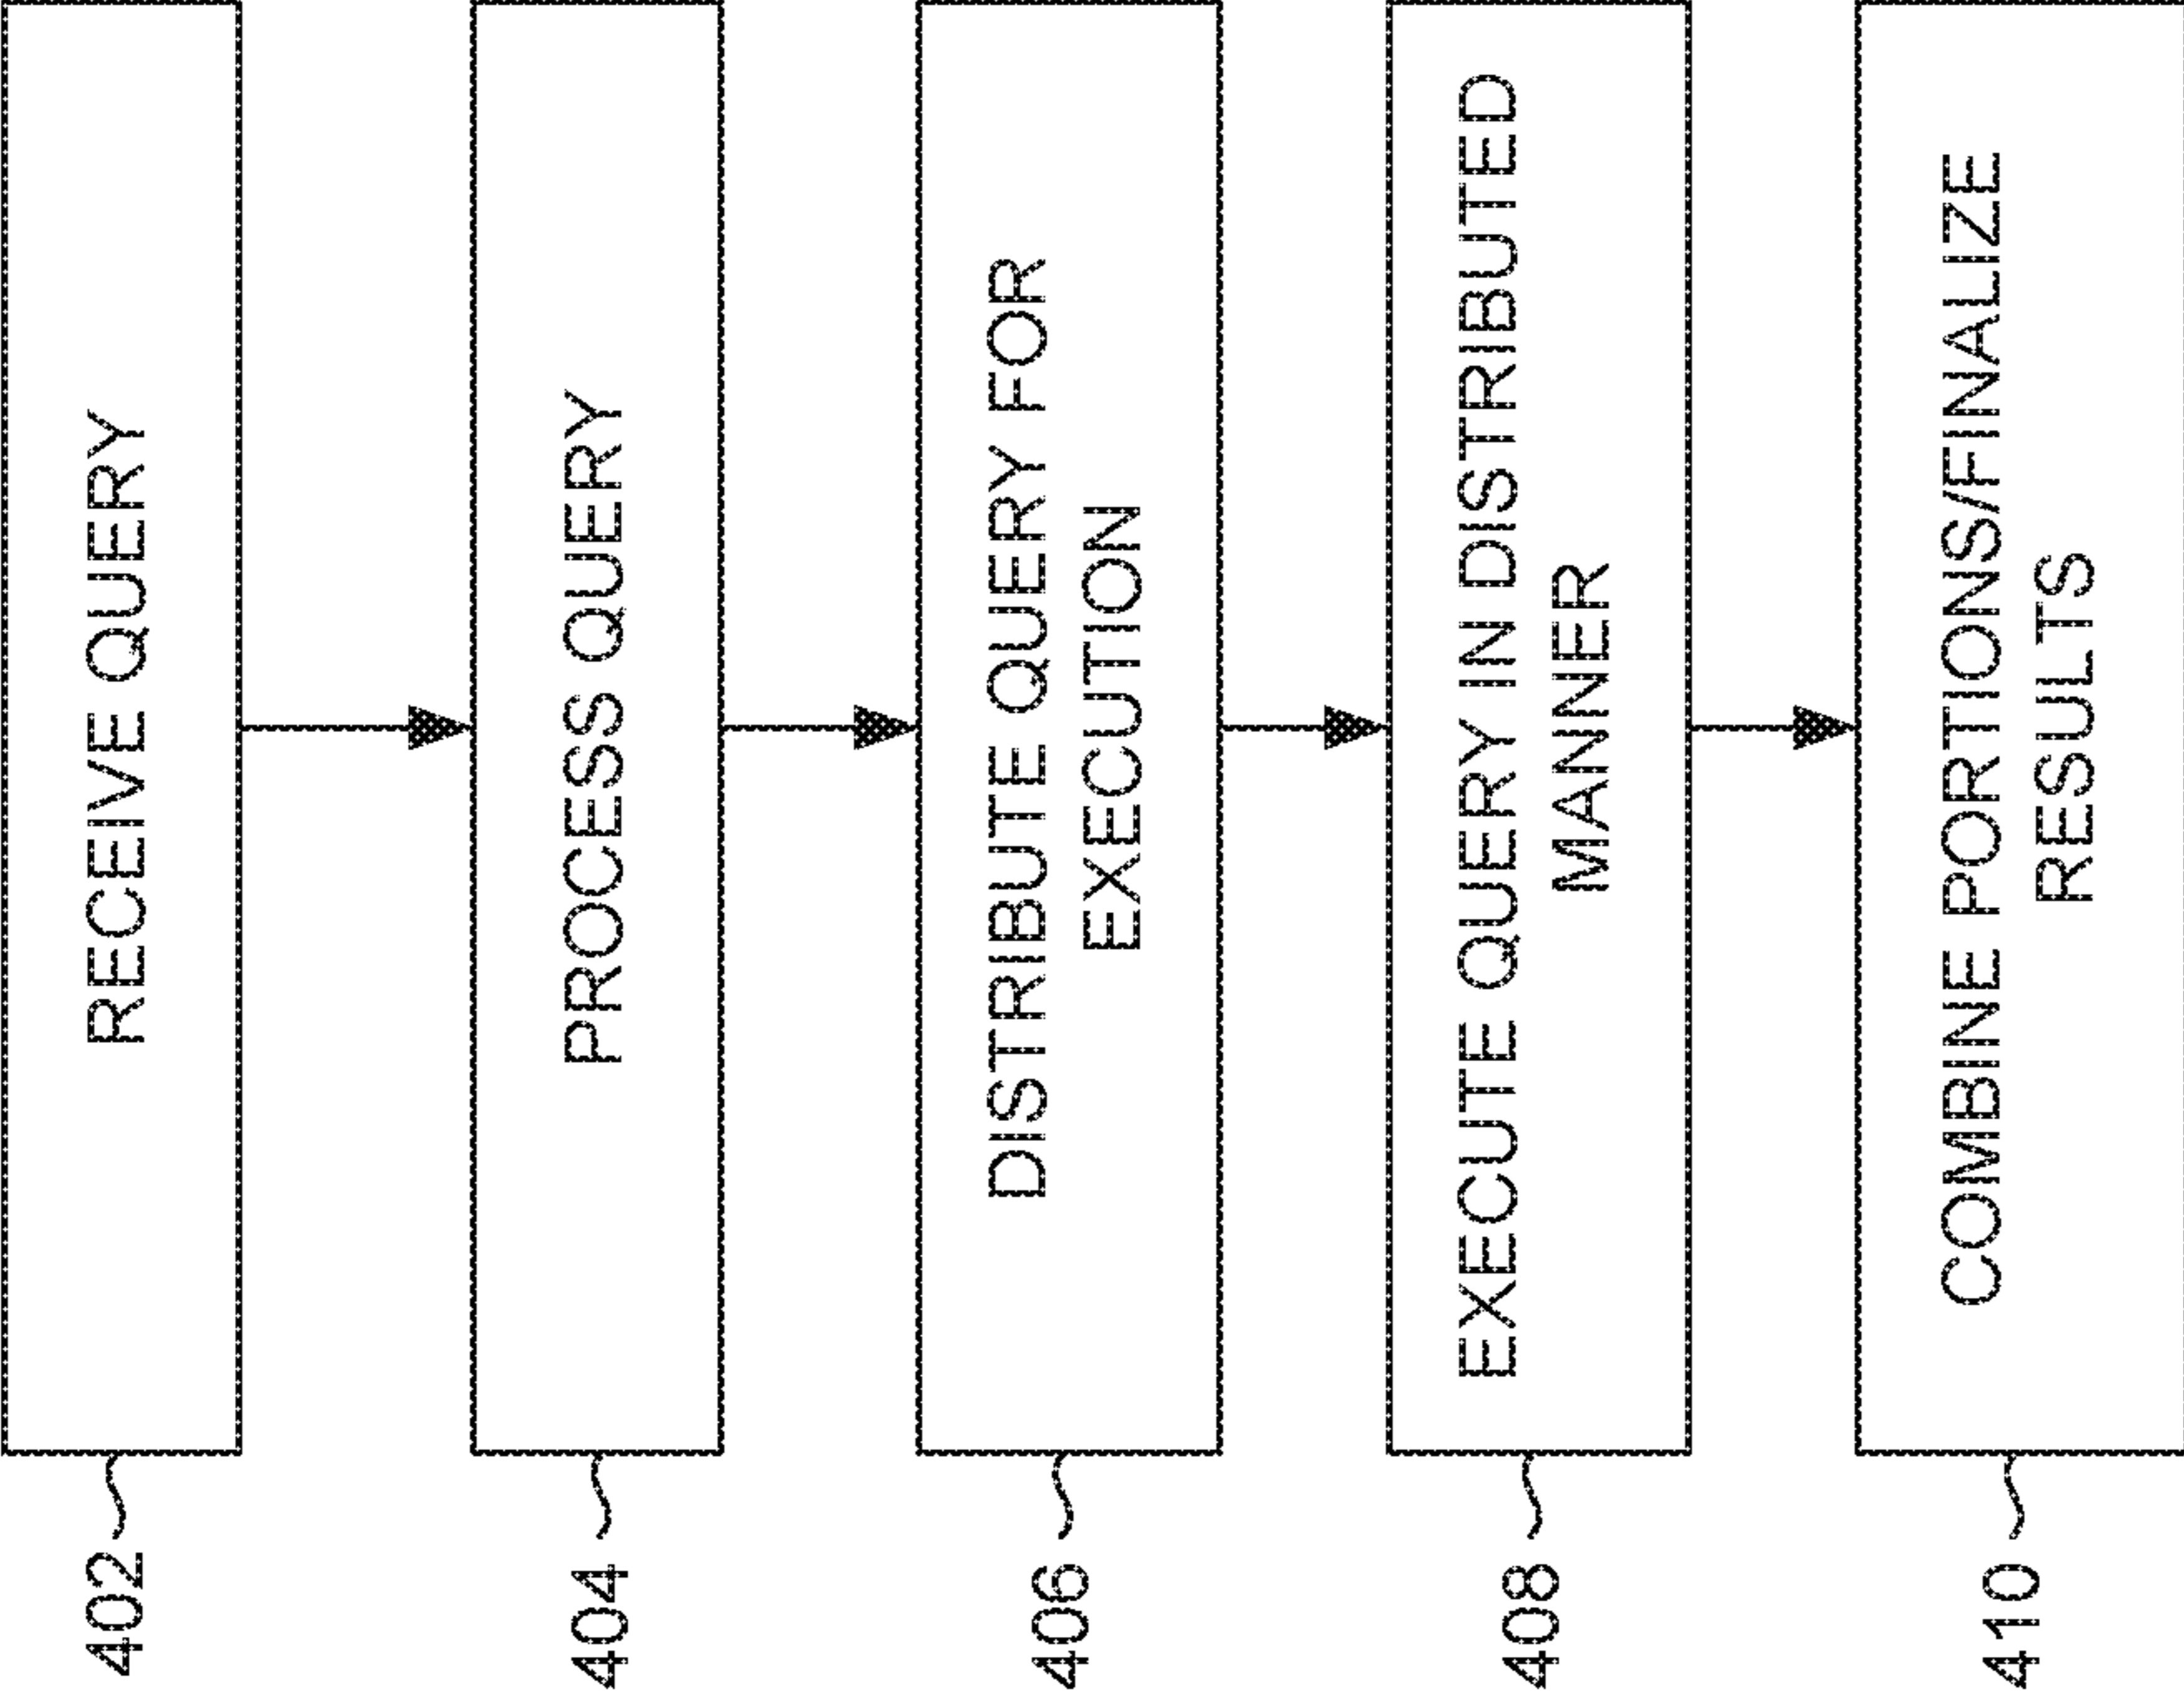 402
RECEIVE QUERY
404
PROCESS QUERY
406
DISTRIBUTE QUERY FOR
EXECUTION
408
EXECUTE QUERY IN DISTRIBUTED
MANNER
410
COMBINE PORTIONS/FINALIZE
RESULTS